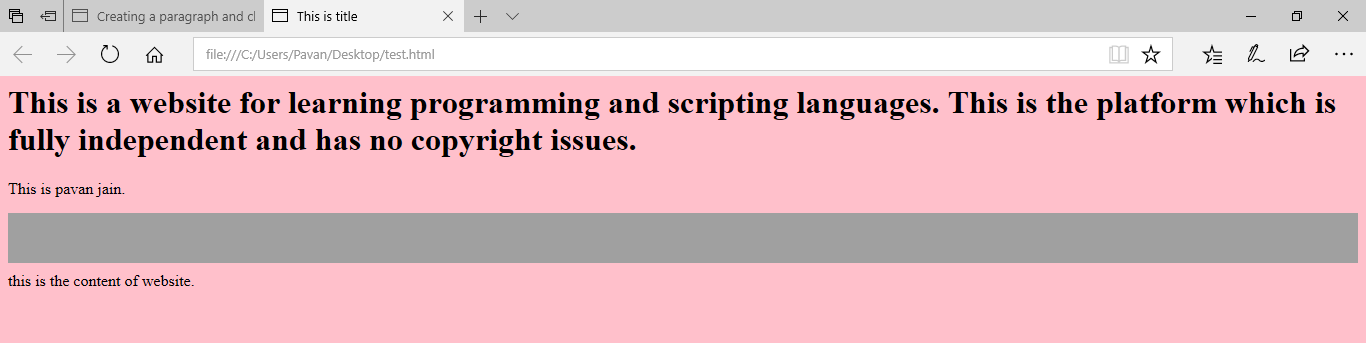 Creating a paragraph and cl
This is title
file:///C:/Users/Pavan/Desktop/test.html
This is a website for learning programming and scripting languages. This is the platform which is
fully independent and has no copyright issues.
This is pavan jain.
this is the content of website.